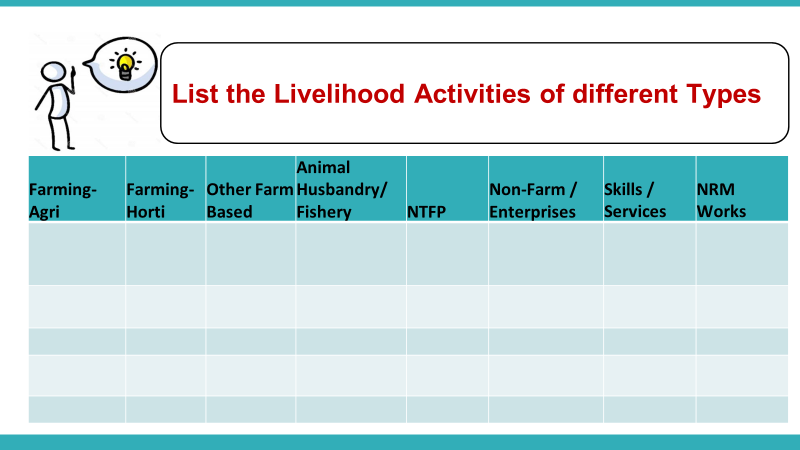 List the Livelihood Activities of different Types
Farming-
Agri
Farming-
Horti
Other Farm
Based
Animal
Husbandry/
Fishery
NTFP
Non-Farm /
Enterprises
Skills /
Services
NRM
Works